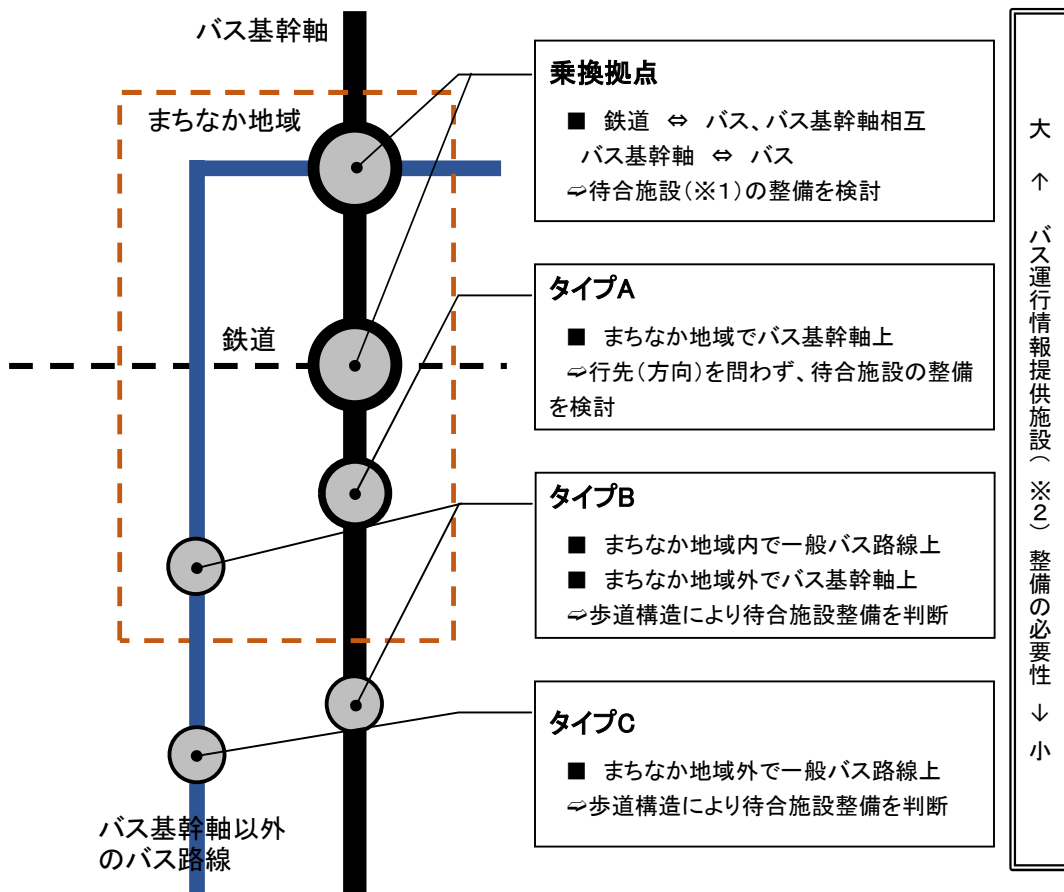 バス基幹軸
まちなか地域
鉄道
バス基幹軸以外
のバス路線
乗換拠点
■ 鉄道 ⇔ バス、バス基幹軸相互
バス基幹軸 ⇔ バス
➫待合施設(※1)の整備を検討
タイプA
■ まちなか地域でバス基幹軸上
➫行先(方向)を問わず、待合施設の整備
を検討
タイプB
■ まちなか地域内で一般バス路線上
■ まちなか地域外でバス基幹軸上
➫歩道構造により待合施設整備を判断
タイプC
■ まちなか地域外で一般バス路線上
➫歩道構造により待合施設整備を判断
大 ↑ バス運行情報提供施設(※2) 整備の必要性 ↓ 小